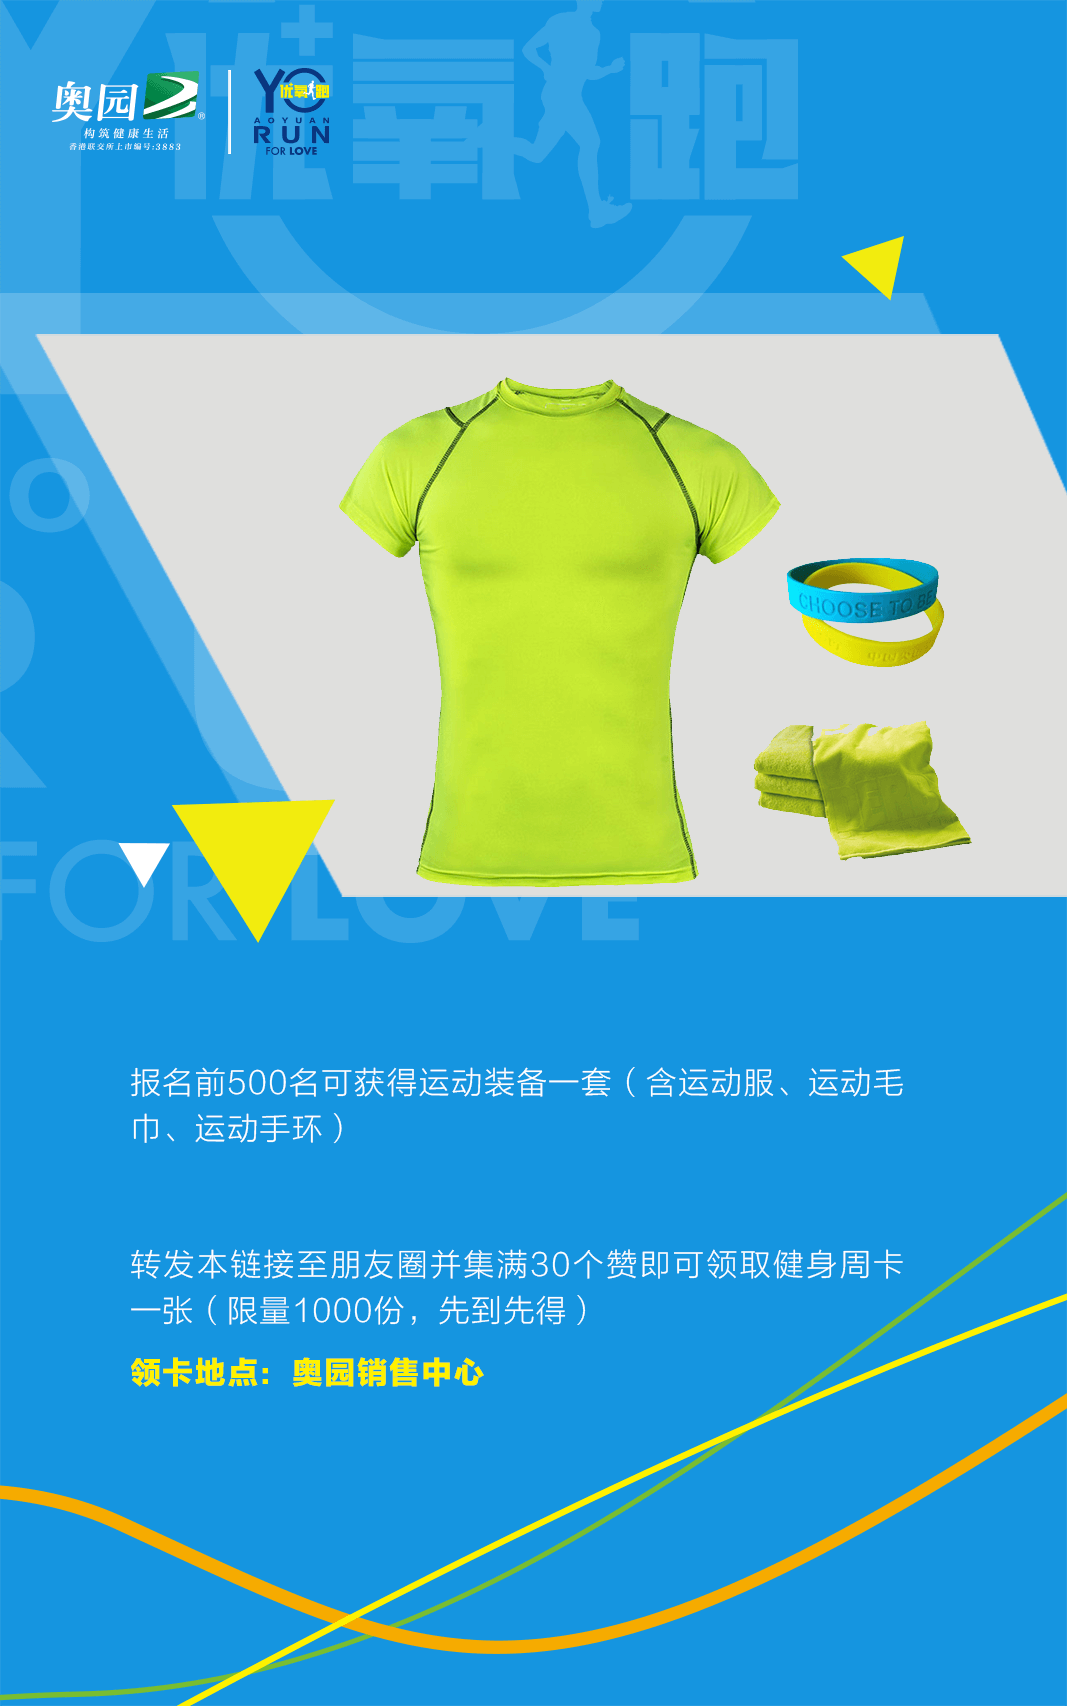 优氧跑
奥园
®
构筑健康生活
香港联交所上市编号:3883
YO
优氧跑
AOYUAN
RUN
FOR LOVE
CHOOSE TO BE
FOR LOVE
报名前500名可获得运动装备一套（含运动服、运动毛
巾、运动手环）
转发本链接至朋友圈并集满30个赞即可领取健身周卡
一张（限量1000份，先到先得）
领卡地点：奥园销售中心